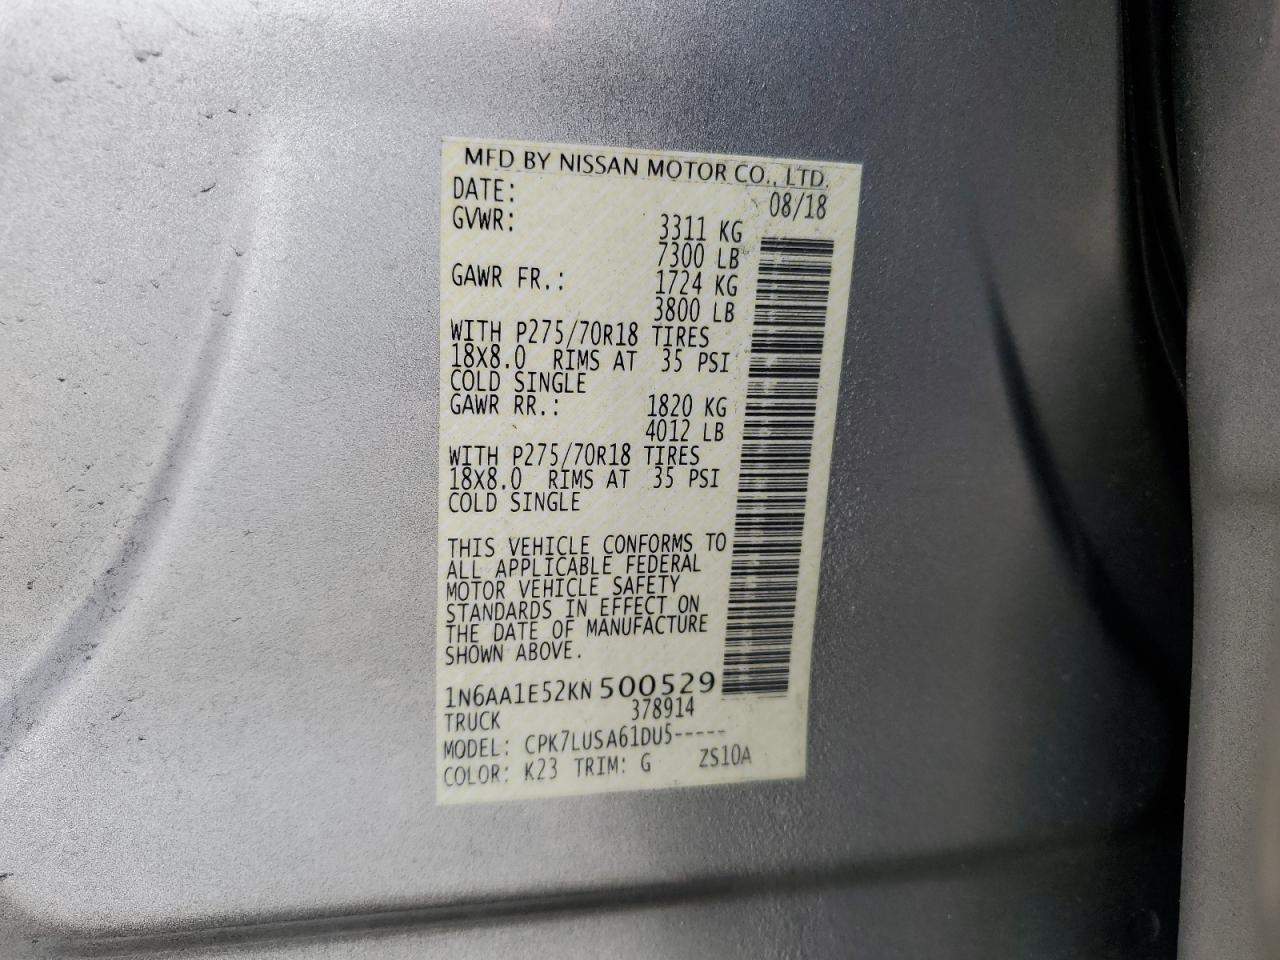 MFD BY NISSAN MOTOR CO., LTD.
DATE: 08/18
GVWR: 3311 KG
7300 LB
GAWR FR.: 1724 KG
3800 LB
WITH P275/70R18 TIRES
18X8.0 RIMS AT 35 PSI
COLD SINGLE
GAWR RR.: 1820 KG
4012 LB
WITH P275/70R18 TIRES
18X8.0 RIMS AT 35 PSI
COLD SINGLE
THIS VEHICLE CONFORMS TO
ALL APPLICABLE FEDERAL
MOTOR VEHICLE SAFETY
STANDARDS IN EFFECT ON
THE DATE OF MANUFACTURE
SHOWN ABOVE.
1N6AA1E52KN500529
TRUCK 378914
MODEL: CPK7LUSA61DU5-----
COLOR: K23 TRIM: G ZS10A